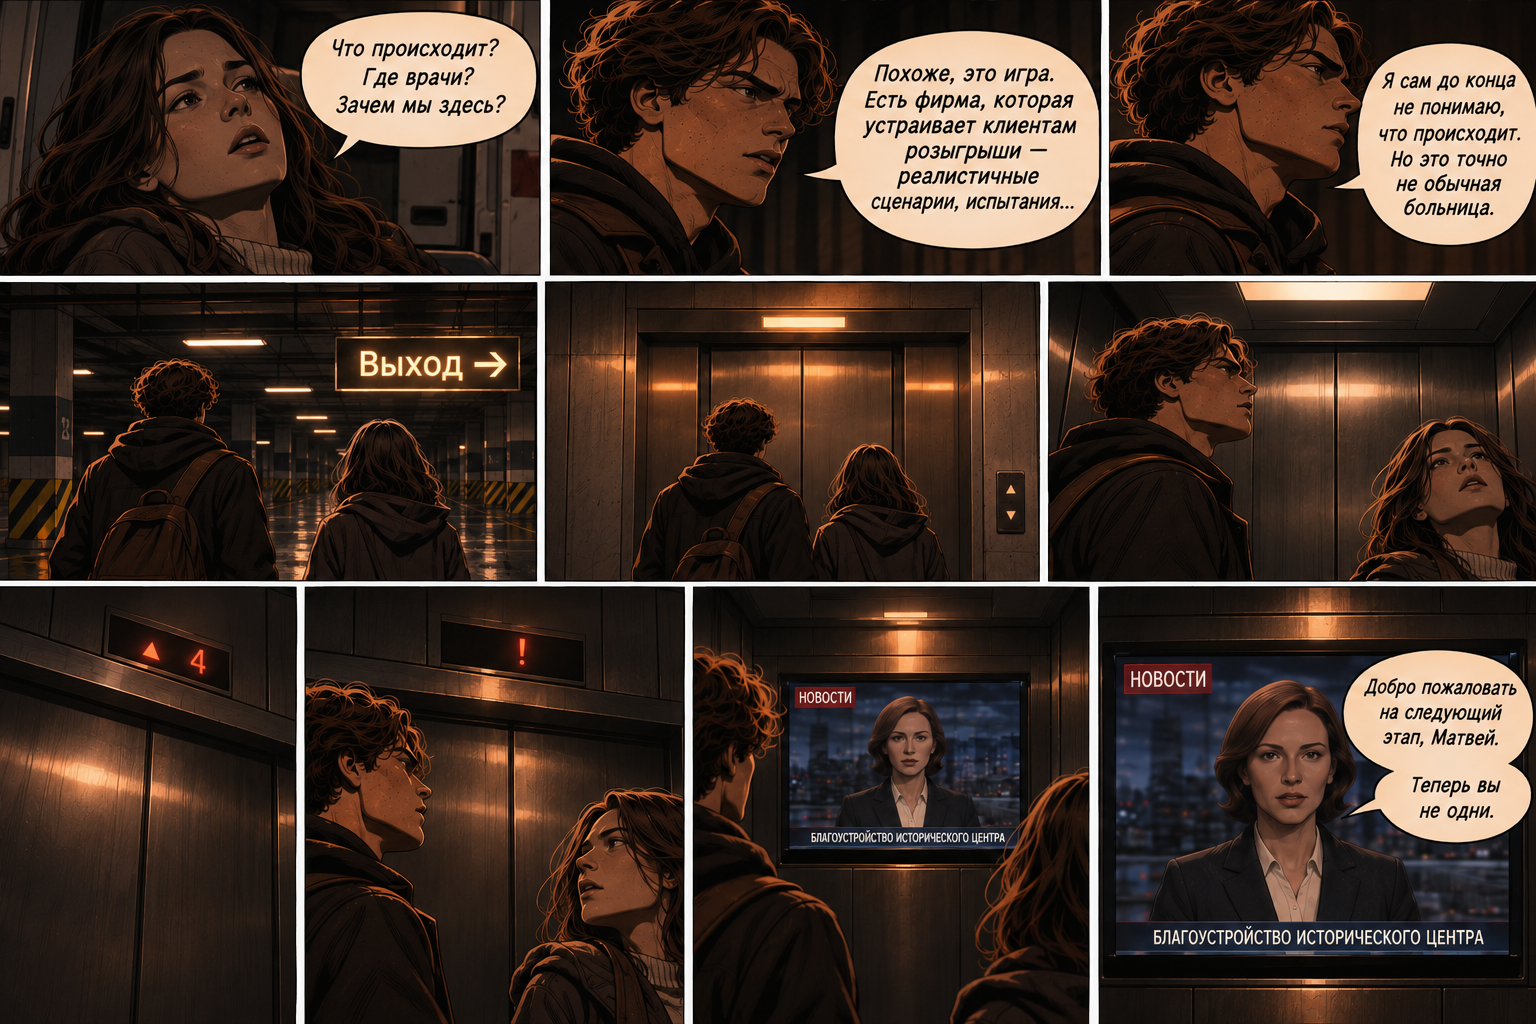 Что происходит?
Где врачи?
Зачем мы здесь?
Похоже, это игра.
Есть фирма, которая
устраивает клиентам
розыгрыши —
реалистичные
сценарии, испытания...
Я сам до конца
не понимаю,
что происходит.
Но это точно
не обычная
больница.
Выход →
▲ 4
!
НОВОСТИ
БЛАГОУСТРОЙСТВО ИСТОРИЧЕСКОГО ЦЕНТРА
НОВОСТИ
Добро пожаловать
на следующий
этап, Матвей.
Теперь вы
не одни.
БЛАГОУСТРОЙСТВО ИСТОРИЧЕСКОГО ЦЕНТРА